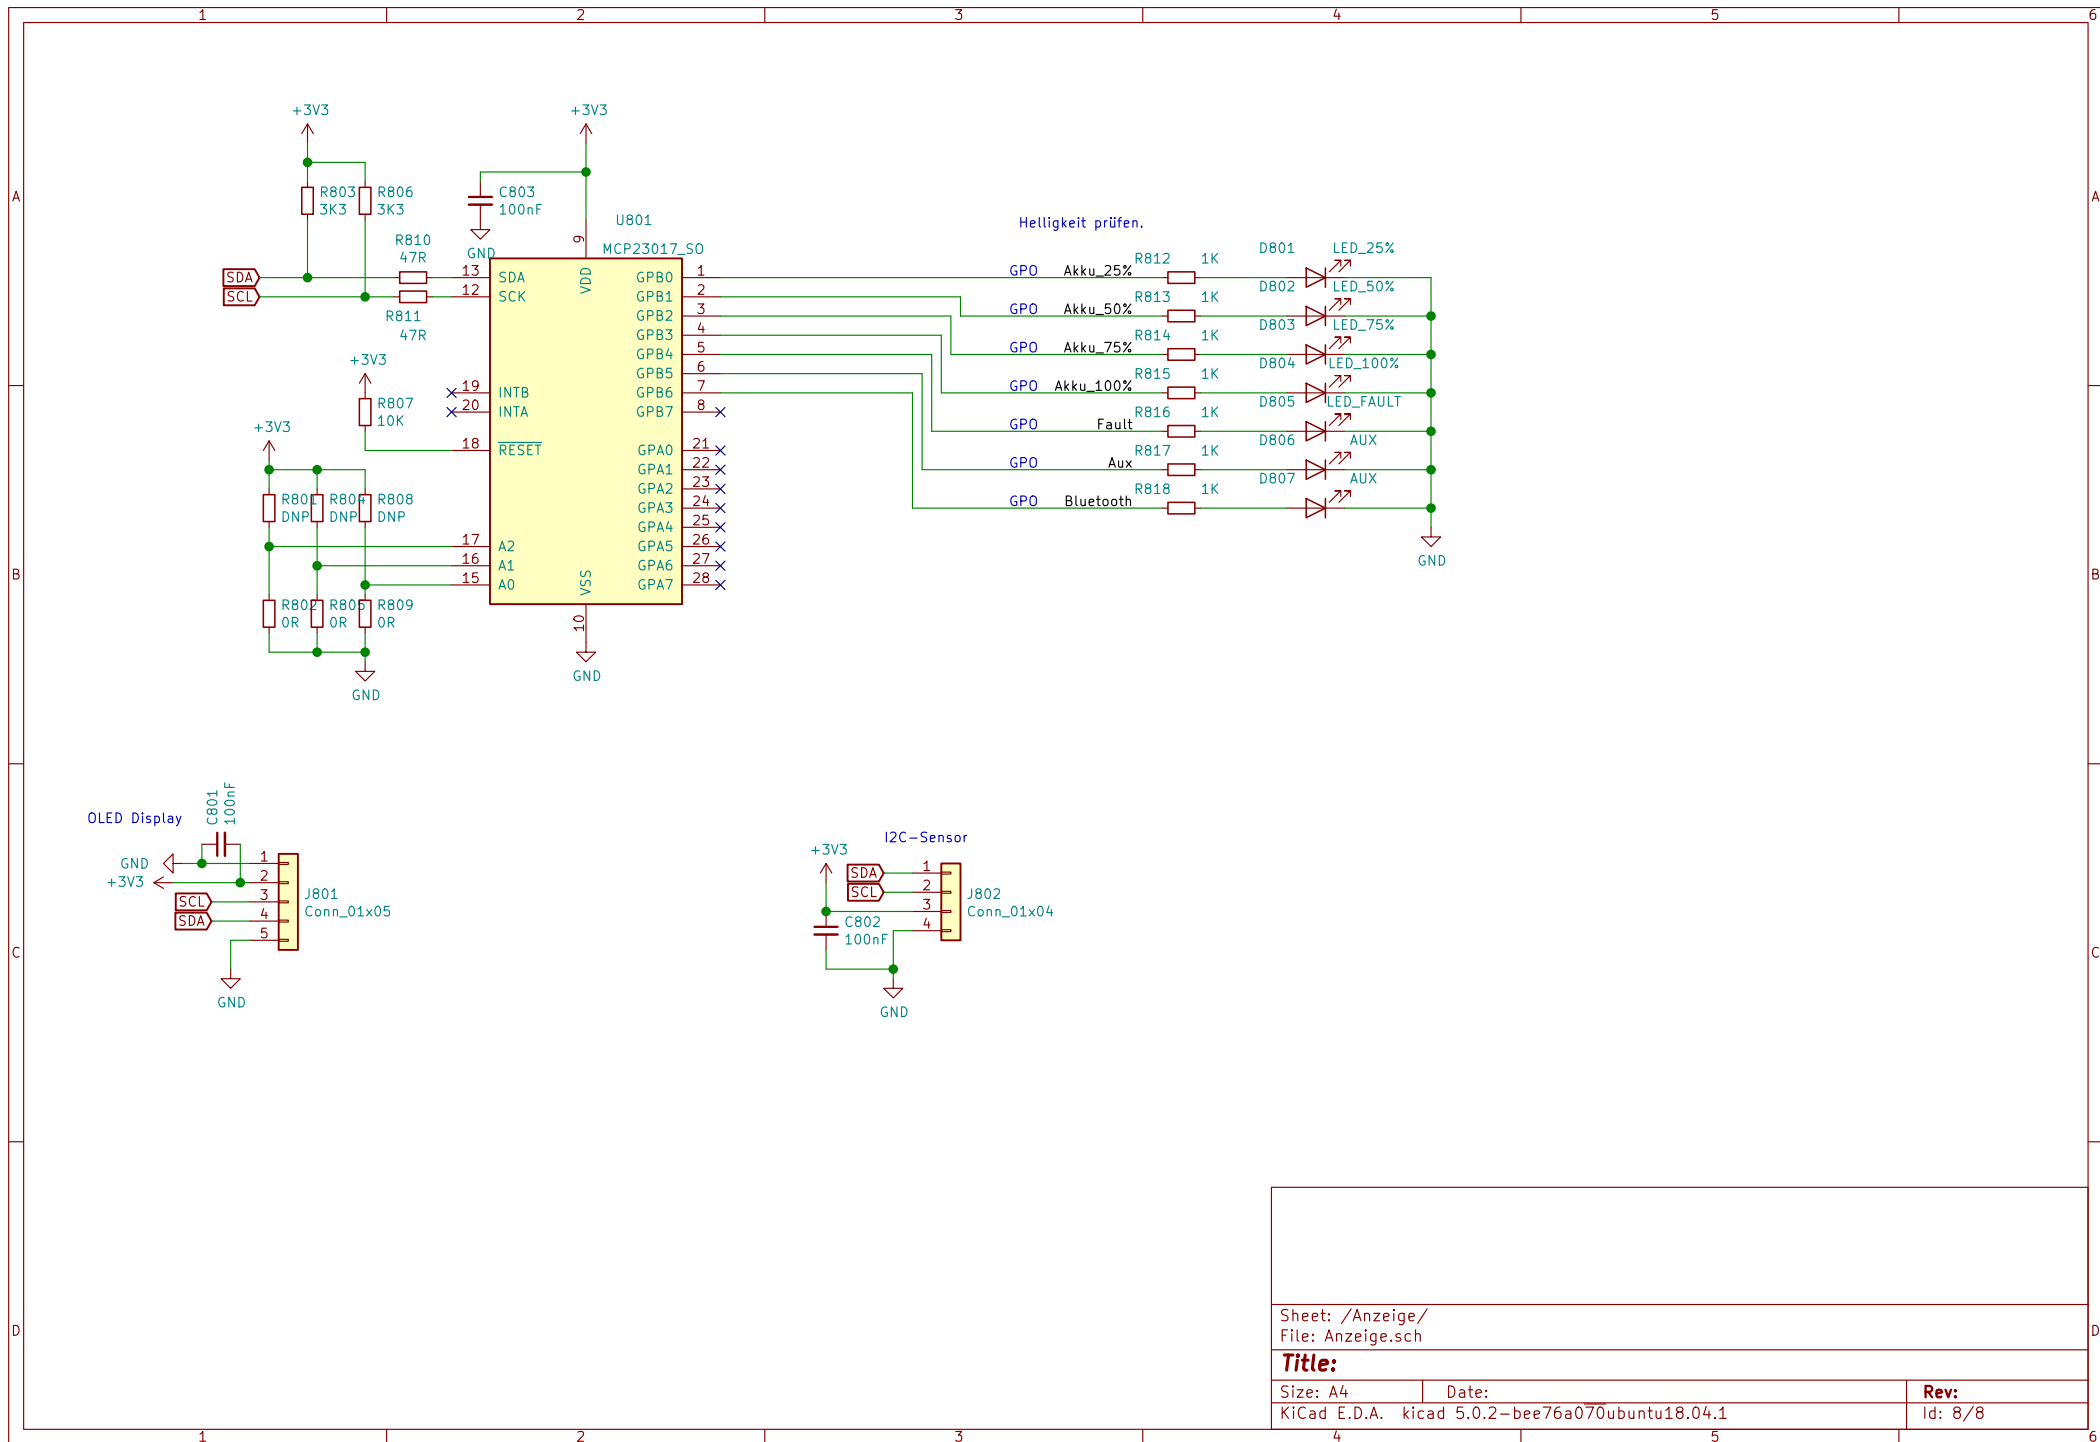 1 2 3 4 5 6
A
B
C
D
A
B
C
D
+3V3
R803
3K3
R806
3K3
R810
47R
SDA
SCL
R811
47R
+3V3
C803
100nF
GND
U801
MCP23017_SO
9
VDD
13 SDA
12 SCK
19 INTB
20 INTA
18 RESET
17 A2
16 A1
15 A0
VSS
10
GND
GPB0 1
GPB1 2
GPB2 3
GPB3 4
GPB4 5
GPB5 6
GPB6 7
GPB7 8
GPA0 21
GPA1 22
GPA2 23
GPA3 24
GPA4 25
GPA5 26
GPA6 27
GPA7 28
+3V3
R807
10K
+3V3
R801
DNP
R804
DNP
R808
DNP
R802
0R
R805
0R
R809
0R
GND
Helligkeit prüfen.
GPO Akku_25% R812 1K D801 LED_25%
GPO Akku_50% R813 1K D802 LED_50%
GPO Akku_75% R814 1K D803 LED_75%
GPO Akku_100% R815 1K D804 LED_100%
GPO Fault R816 1K D805 LED_FAULT
GPO Aux R817 1K D806 AUX
GPO Bluetooth R818 1K D807 AUX
GND
OLED Display
C801
100nF
GND
+3V3
SCL
SDA
1
2
3
4
5
J801
Conn_01x05
GND
I2C-Sensor
+3V3
SDA
SCL
1
2
3
4
J802
Conn_01x04
C802
100nF
GND
Sheet: /Anzeige/
File: Anzeige.sch
Title:
Size: A4 Date: Rev:
KiCad E.D.A. kicad 5.0.2-bee76a070ubuntu18.04.1 Id: 8/8
1 2 3 4 5 6